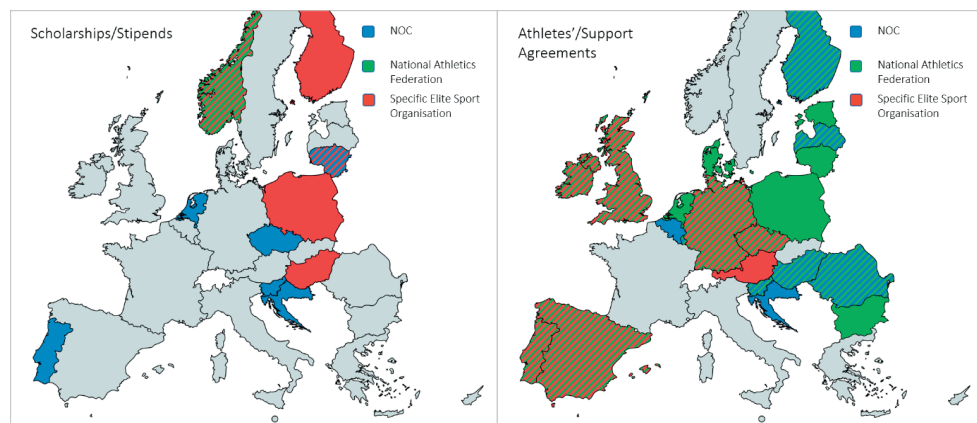 Scholarships/Stipends
NOC
National Athletics
Federation
Specific Elite Sport
Organisation
Athletes'/Support
Agreements
NOC
National Athletics
Federation
Specific Elite Sport
Organisation